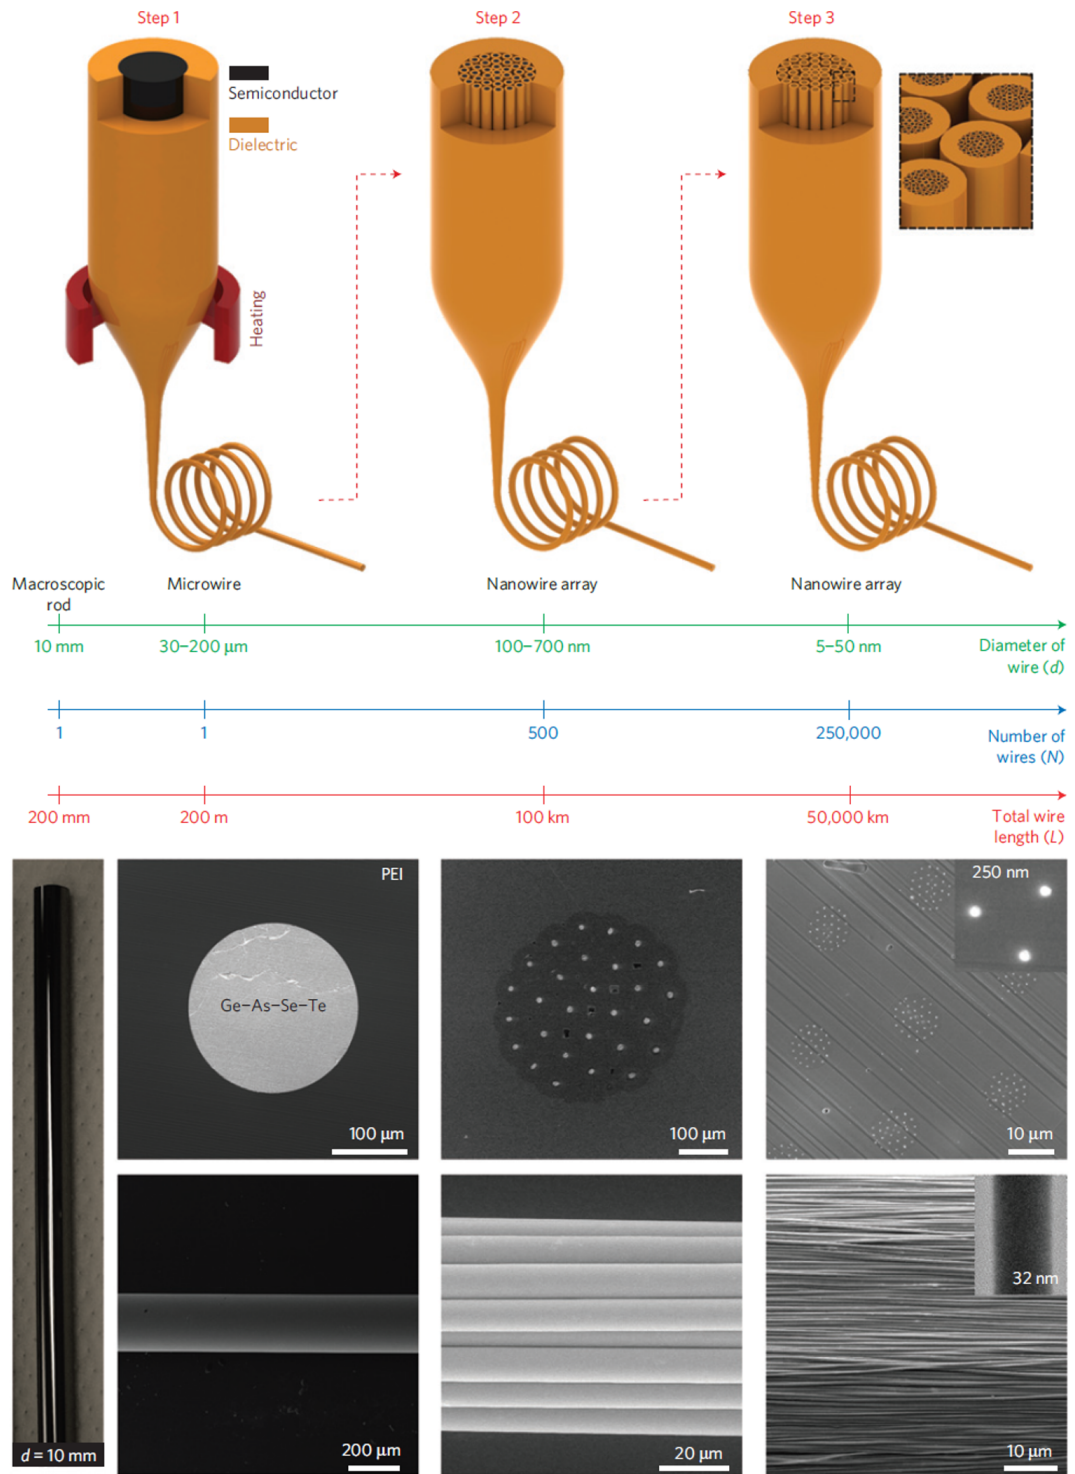 Step 1
Step 2
Step 3
Semiconductor
Dielectric
Heating
Macroscopic
rod
Microwire
Nanowire array
Nanowire array
10 mm
30–200 μm
100–700 nm
5–50 nm
Diameter of
wire (d)
1
1
500
250,000
Number of
wires (N)
200 mm
200 m
100 km
50,000 km
Total wire
length (L)
PEI
Ge–As–Se–Te
100 μm
100 μm
250 nm
10 μm
d = 10 mm
200 μm
20 μm
32 nm
10 μm